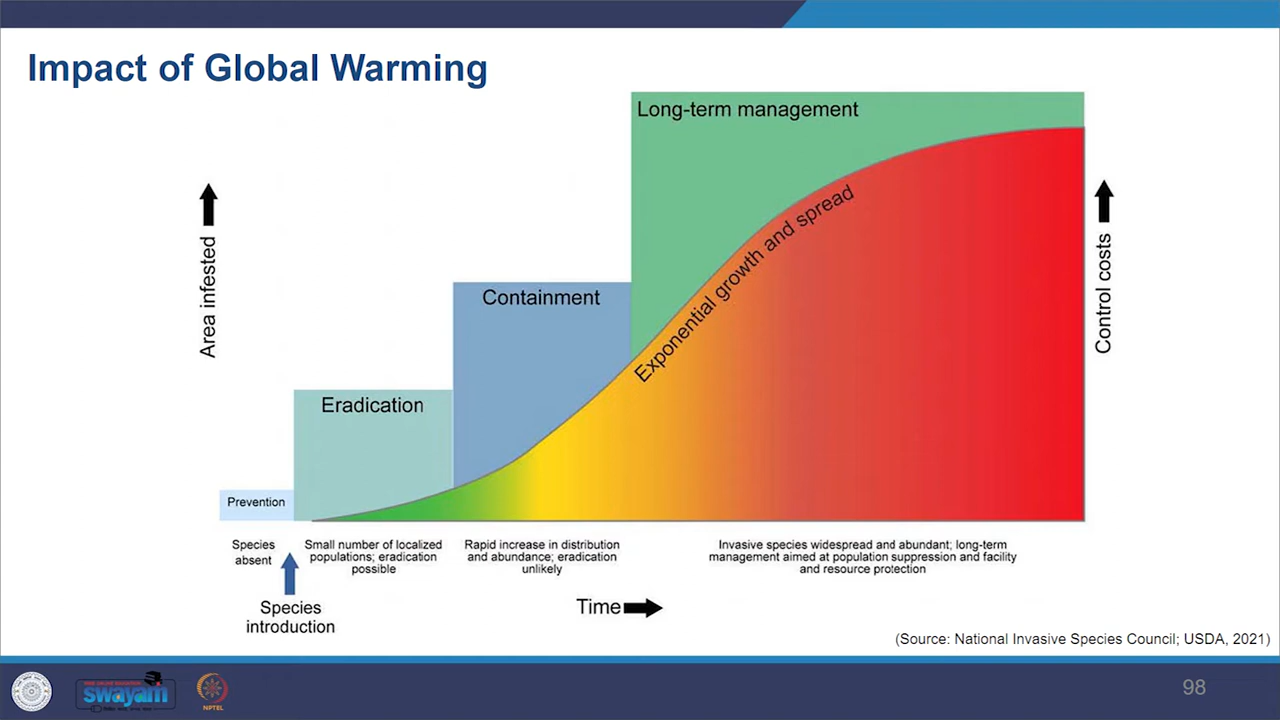 Impact of Global Warming
Long-term management
Area infested
Control costs
Exponential growth and spread
Containment
Eradication
Prevention
Species
absent
Small number of localized
populations; eradication
possible
Rapid increase in distribution
and abundance; eradication
unlikely
Invasive species widespread and abundant; long-term
management aimed at population suppression and facility
and resource protection
Species
introduction
Time
(Source: National Invasive Species Council; USDA, 2021)
swayam
NPTEL
98